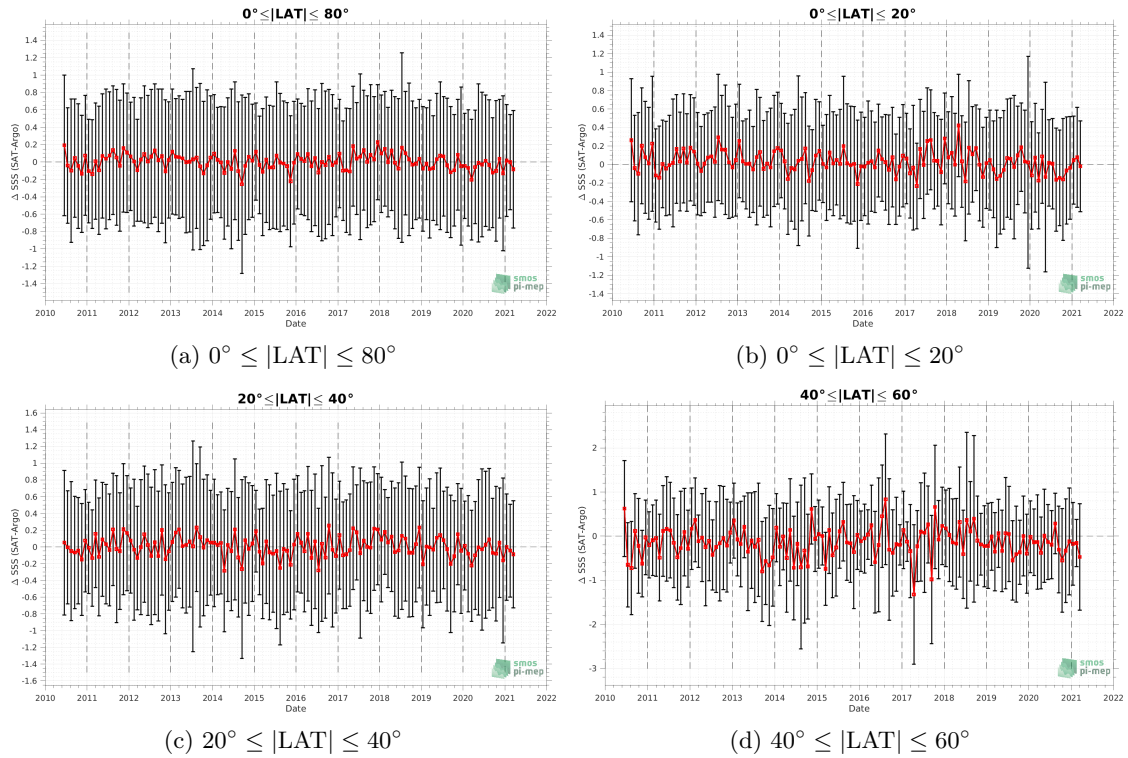 0°≤|LAT|≤ 80°
Δ SSS (SAT-Argo)
1.4
1.2
1
0.8
0.6
0.4
0.2
0
-0.2
-0.4
-0.6
-0.8
-1
-1.2
-1.4
2010 2011 2012 2013 2014 2015 2016 2017 2018 2019 2020 2021 2022
Date
smos
pi-mep
(a) 0° ≤ |LAT| ≤ 80°
0°≤|LAT|≤ 20°
Δ SSS (SAT-Argo)
1.4
1.2
1
0.8
0.6
0.4
0.2
0
-0.2
-0.4
-0.6
-0.8
-1
-1.2
-1.4
2010 2011 2012 2013 2014 2015 2016 2017 2018 2019 2020 2021 2022
Date
smos
pi-mep
(b) 0° ≤ |LAT| ≤ 20°
20°≤|LAT|≤ 40°
Δ SSS (SAT-Argo)
1.6
1.4
1.2
1
0.8
0.6
0.4
0.2
0
-0.2
-0.4
-0.6
-0.8
-1
-1.2
-1.4
-1.6
2010 2011 2012 2013 2014 2015 2016 2017 2018 2019 2020 2021 2022
Date
smos
pi-mep
(c) 20° ≤ |LAT| ≤ 40°
40°≤|LAT|≤ 60°
Δ SSS (SAT-Argo)
2
1
0
-1
-2
-3
2010 2011 2012 2013 2014 2015 2016 2017 2018 2019 2020 2021 2022
Date
smos
pi-mep
(d) 40° ≤ |LAT| ≤ 60°